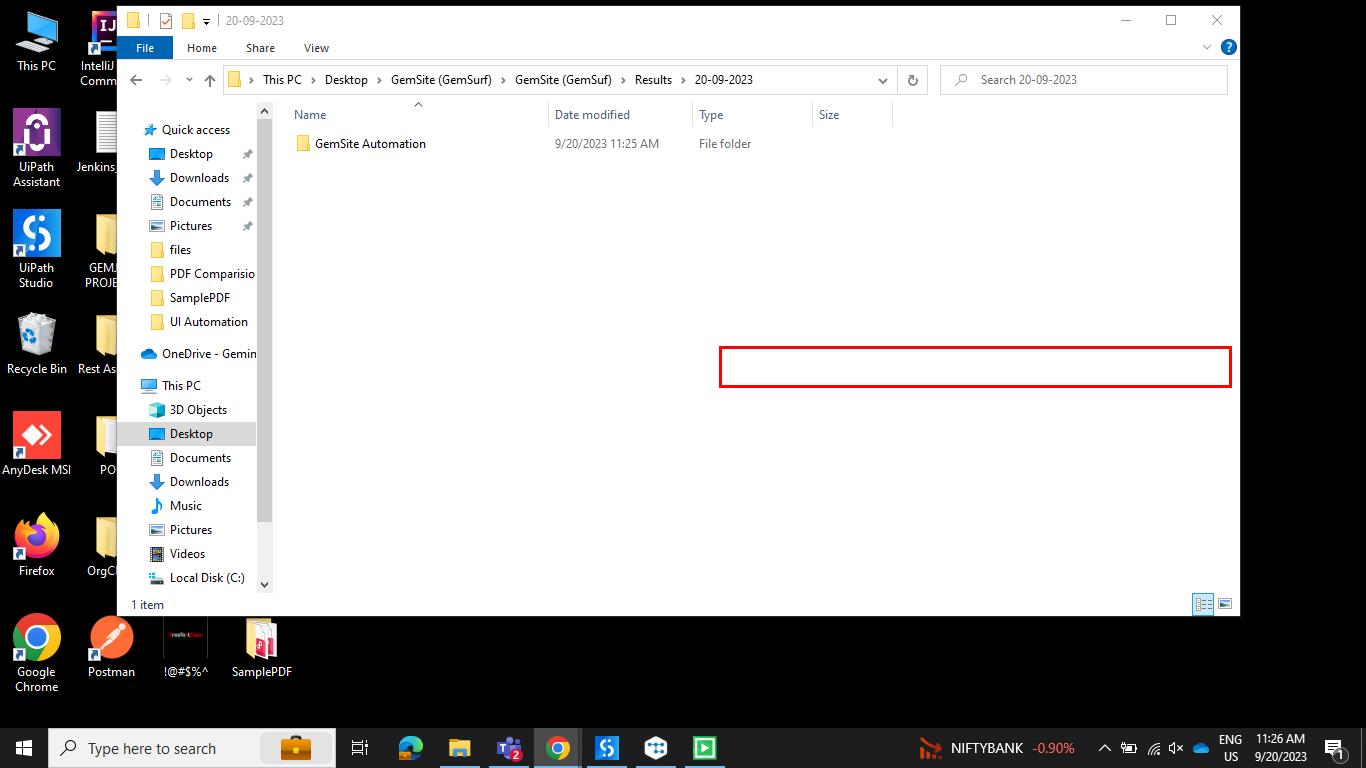 This PC
IntelliJ
Comm
UiPath
Assistant
Jenkins_
UiPath
Studio
GEMJ
PROJE
Recycle Bin
Rest As
AnyDesk MSI
PO
Firefox
OrgCl
Google
Chrome
Postman
!@#$%^
SamplePDF
20-09-2023
File
Home
Share
View
This PC > Desktop > GemSite (GemSurf) > GemSite (GemSuf) > Results > 20-09-2023
Search 20-09-2023
Name
Date modified
Type
Size
GemSite Automation
9/20/2023 11:25 AM
File folder
Quick access
Desktop
Downloads
Documents
Pictures
files
PDF Comparisio
SamplePDF
UI Automation
OneDrive - Gemin
This PC
3D Objects
Desktop
Documents
Downloads
Music
Pictures
Videos
Local Disk (C:)
1 item
Type here to search
2
NIFTYBANK -0.90%
ENG
US
11:26 AM
9/20/2023
1